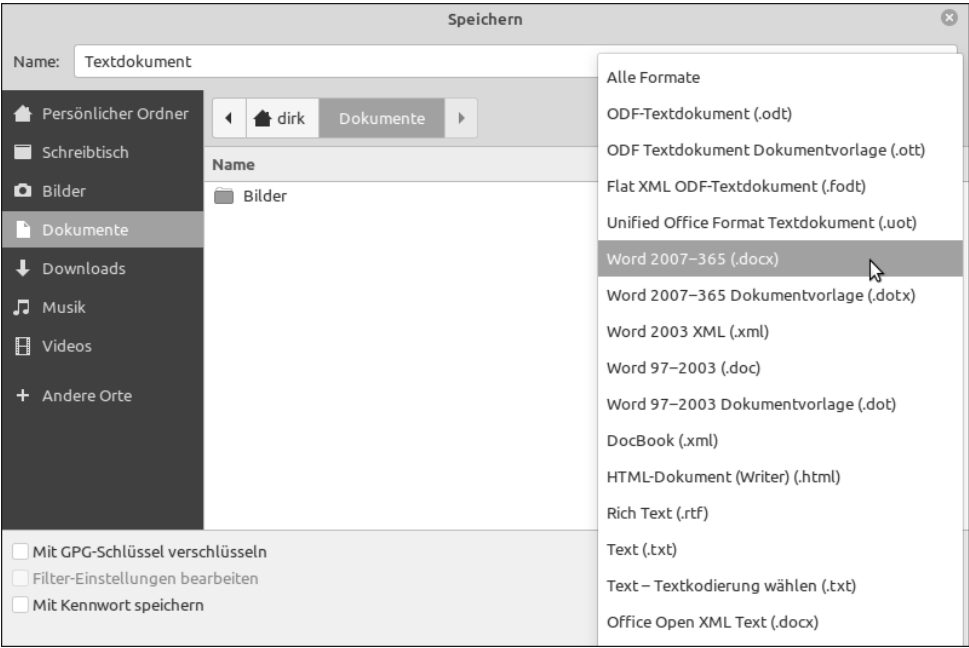 Speichern
Name: Textdokument
Persönlicher Ordner
Schreibtisch
Bilder
Dokumente
Downloads
Musik
Videos
Andere Orte
dirk Dokumente
Name
Bilder
Alle Formate
ODF-Textdokument (.odt)
ODF Textdokument Dokumentvorlage (.ott)
Flat XML ODF-Textdokument (.fodt)
Unified Office Format Textdokument (.uot)
Word 2007–365 (.docx)
Word 2007–365 Dokumentvorlage (.dotx)
Word 2003 XML (.xml)
Word 97–2003 (.doc)
Word 97–2003 Dokumentvorlage (.dot)
DocBook (.xml)
HTML-Dokument (Writer) (.html)
Rich Text (.rtf)
Text (.txt)
Text – Textkodierung wählen (.txt)
Office Open XML Text (.docx)
Mit GPG-Schlüssel verschlüsseln
Filter-Einstellungen bearbeiten
Mit Kennwort speichern